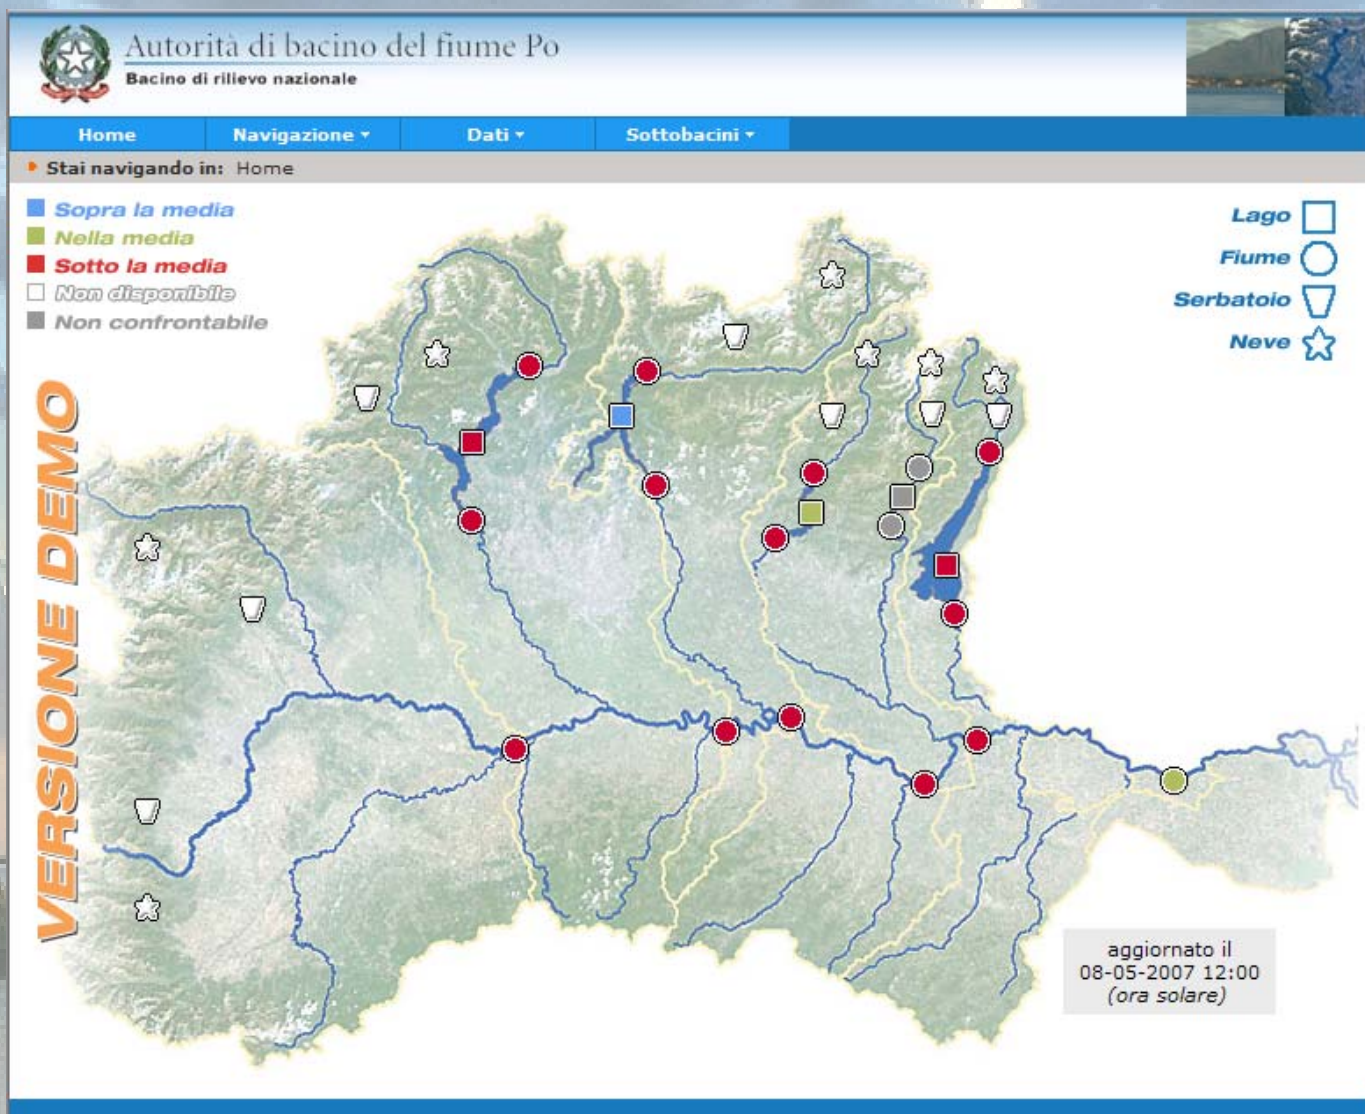 Autorità di bacino del fiume Po
Bacino di rilievo nazionale
Home
Navigazione
Dati
Sottobacini
Stai navigando in: Home
Sopra la media
Nella media
Sotto la media
Non disponibile
Non confrontabile
Lago
Fiume
Serbatoio
Neve
VERSIONE DEMO
aggiornato il
08-05-2007 12:00
(ora solare)